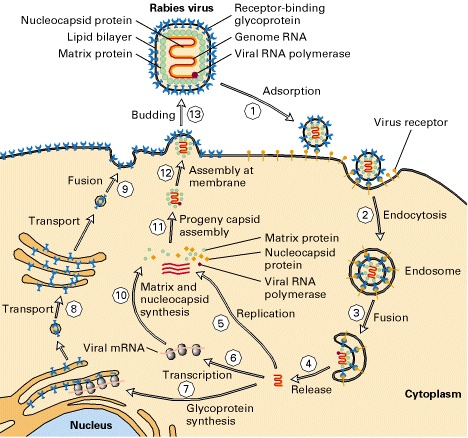 Rabies virus
Nucleocapsid protein
Lipid bilayer
Matrix protein
Receptor-binding
glycoprotein
Genome RNA
Viral RNA polymerase
Budding
13
1
Adsorption
Virus receptor
Fusion
9
12
Assembly at
membrane
2
Endocytosis
Transport
11
Progeny capsid
assembly
Matrix protein
Nucleocapsid
protein
Viral RNA
polymerase
Endosome
10
Matrix and
nucleocapsid
synthesis
Transport
8
5
Replication
3
Fusion
Viral mRNA
6
Transcription
4
Release
7
Glycoprotein
synthesis
Cytoplasm
Nucleus